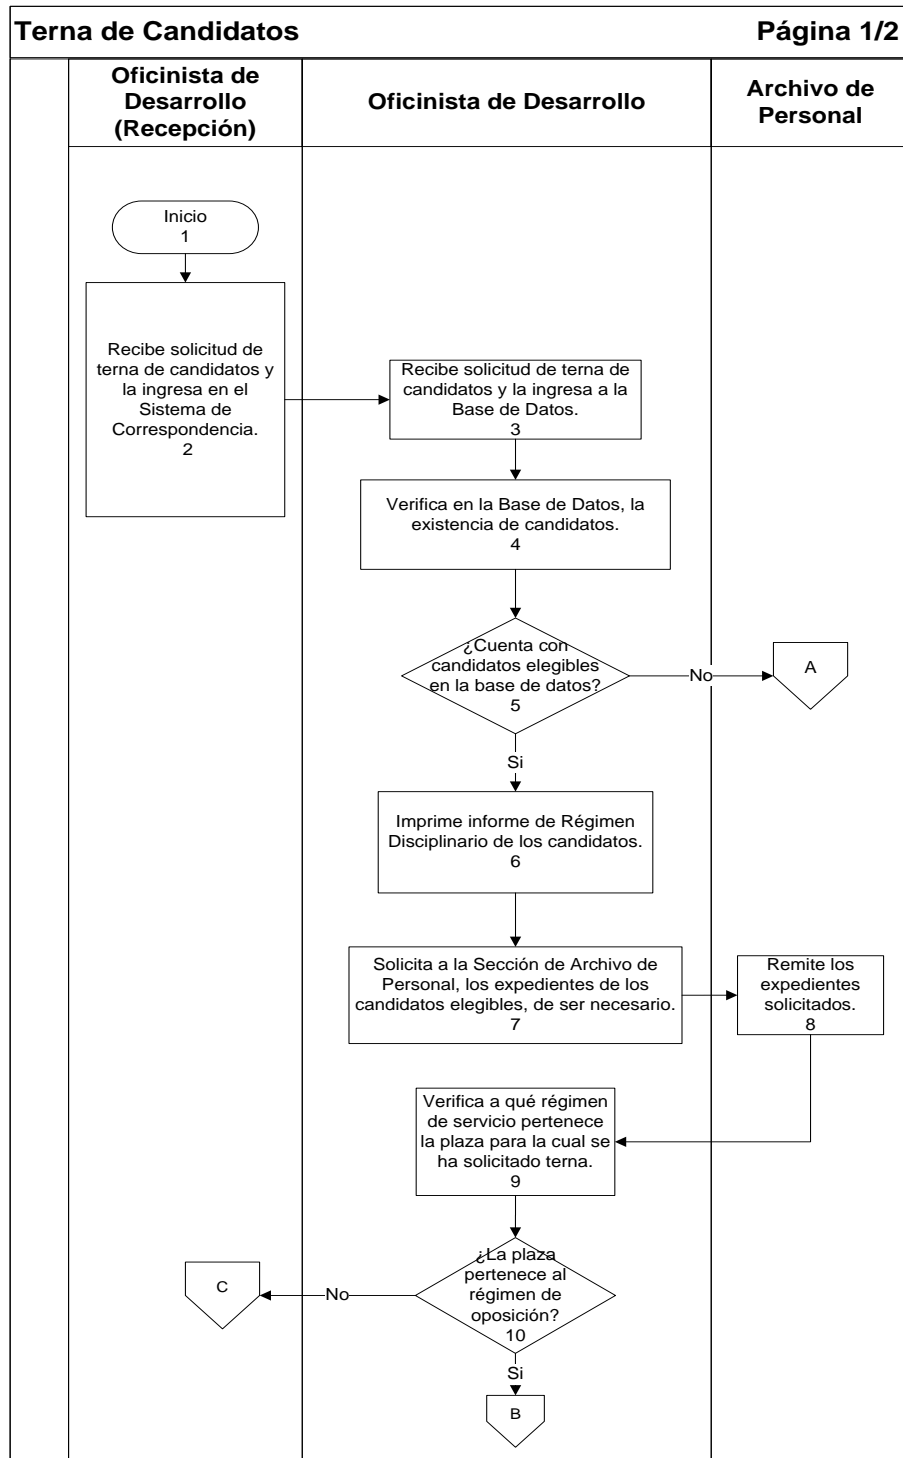 Terna de Candidatos
Página 1/2
Oficinista de
Desarrollo
(Recepción)
Oficinista de Desarrollo
Archivo de
Personal
Inicio
1
Recibe solicitud de
terna de candidatos y
la ingresa en el
Sistema de
Correspondencia.
2
Recibe solicitud de terna de
candidatos y la ingresa a la
Base de Datos.
3
Verifica en la Base de Datos, la
existencia de candidatos.
4
¿Cuenta con
candidatos elegibles
en la base de datos?
5
No
A
Si
Imprime informe de Régimen
Disciplinario de los candidatos.
6
Solicita a la Sección de Archivo de
Personal, los expedientes de los
candidatos elegibles, de ser necesario.
7
Remite los
expedientes
solicitados.
8
Verifica a qué régimen
de servicio pertenece
la plaza para la cual se
ha solicitado terna.
9
¿La plaza
pertenece al
régimen de
oposición?
10
No
C
Si
B